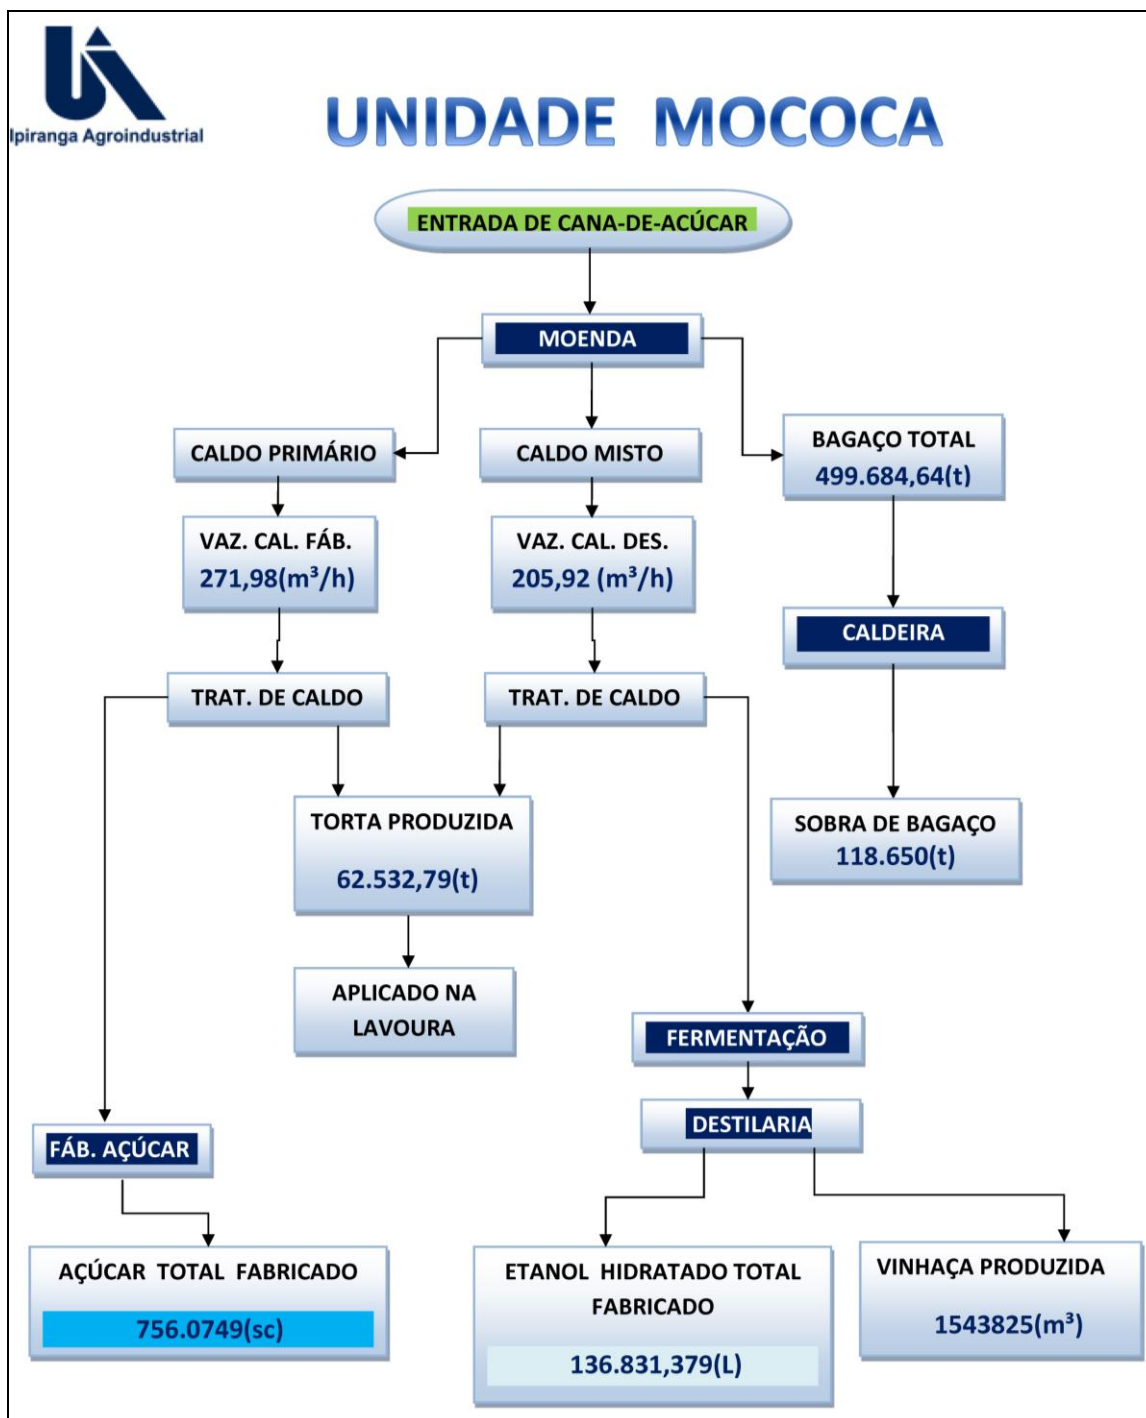 Ipiranga Agroindustrial
UNIDADE MOCOCA
ENTRADA DE CANA-DE-ACÚCAR
MOENDA
CALDO PRIMÁRIO
CALDO MISTO
BAGAÇO TOTAL
499.684,64(t)
VAZ. CAL. FÁB.
271,98(m³/h)
VAZ. CAL. DES.
205,92 (m³/h)
CALDEIRA
TRAT. DE CALDO
TRAT. DE CALDO
TORTA PRODUZIDA
62.532,79(t)
SOBRA DE BAGAÇO
118.650(t)
APLICADO NA
LAVOURA
FERMENTAÇÃO
DESTILARIA
FÁB. AÇÚCAR
AÇÚCAR TOTAL FABRICADO
756.0749(sc)
ETANOL HIDRATADO TOTAL
FABRICADO
136.831,379(L)
VINHAÇA PRODUZIDA
1543825(m³)